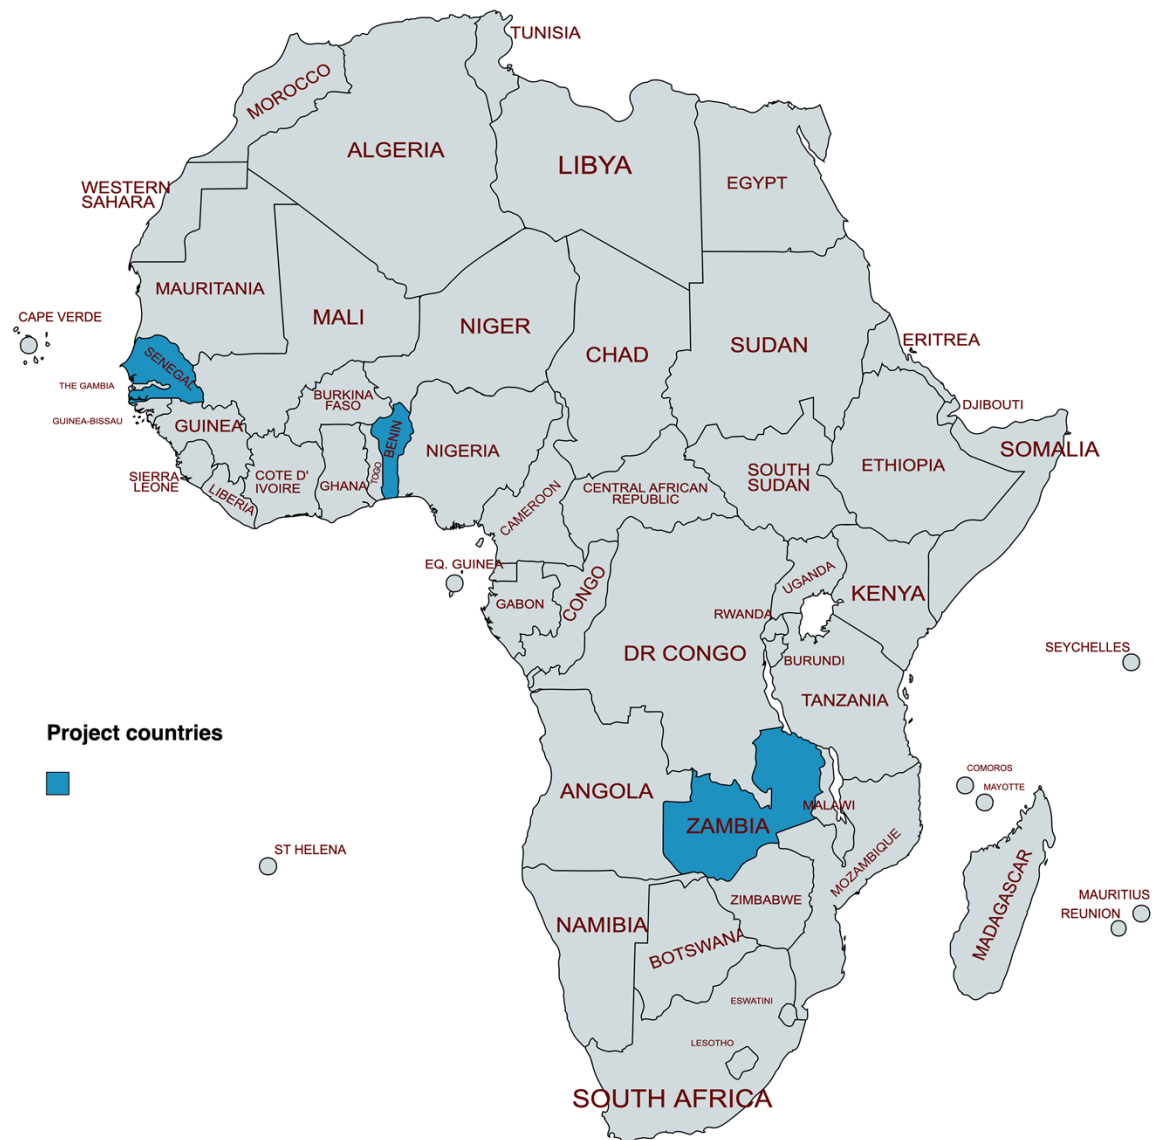 TUNISIA
MOROCCO
ALGERIA
LIBYA
EGYPT
WESTERN
SAHARA
MAURITANIA
MALI
NIGER
CHAD
SUDAN
ERITREA
CAPE VERDE
SENEGAL
THE GAMBIA
GUINEA-BISSAU
GUINEA
BURKINA
FASO
BENIN
NIGERIA
DJIBOUTI
SOMALIA
SIERRA
LEONE
LIBERIA
COTE D'
IVOIRE
GHANA
TOGO
CAMEROON
CENTRAL AFRICAN
REPUBLIC
SOUTH
SUDAN
ETHIOPIA
EQ. GUINEA
GABON
CONGO
UGANDA
KENYA
RWANDA
DR CONGO
BURUNDI
SEYCHELLES
TANZANIA
Project countries
COMOROS
MAYOTTE
ANGOLA
ZAMBIA
MALAWI
MOZAMBIQUE
ST HELENA
MADAGASCAR
MAURITIUS
REUNION
ZIMBABWE
NAMIBIA
BOTSWANA
ESWATINI
LESOTHO
SOUTH AFRICA